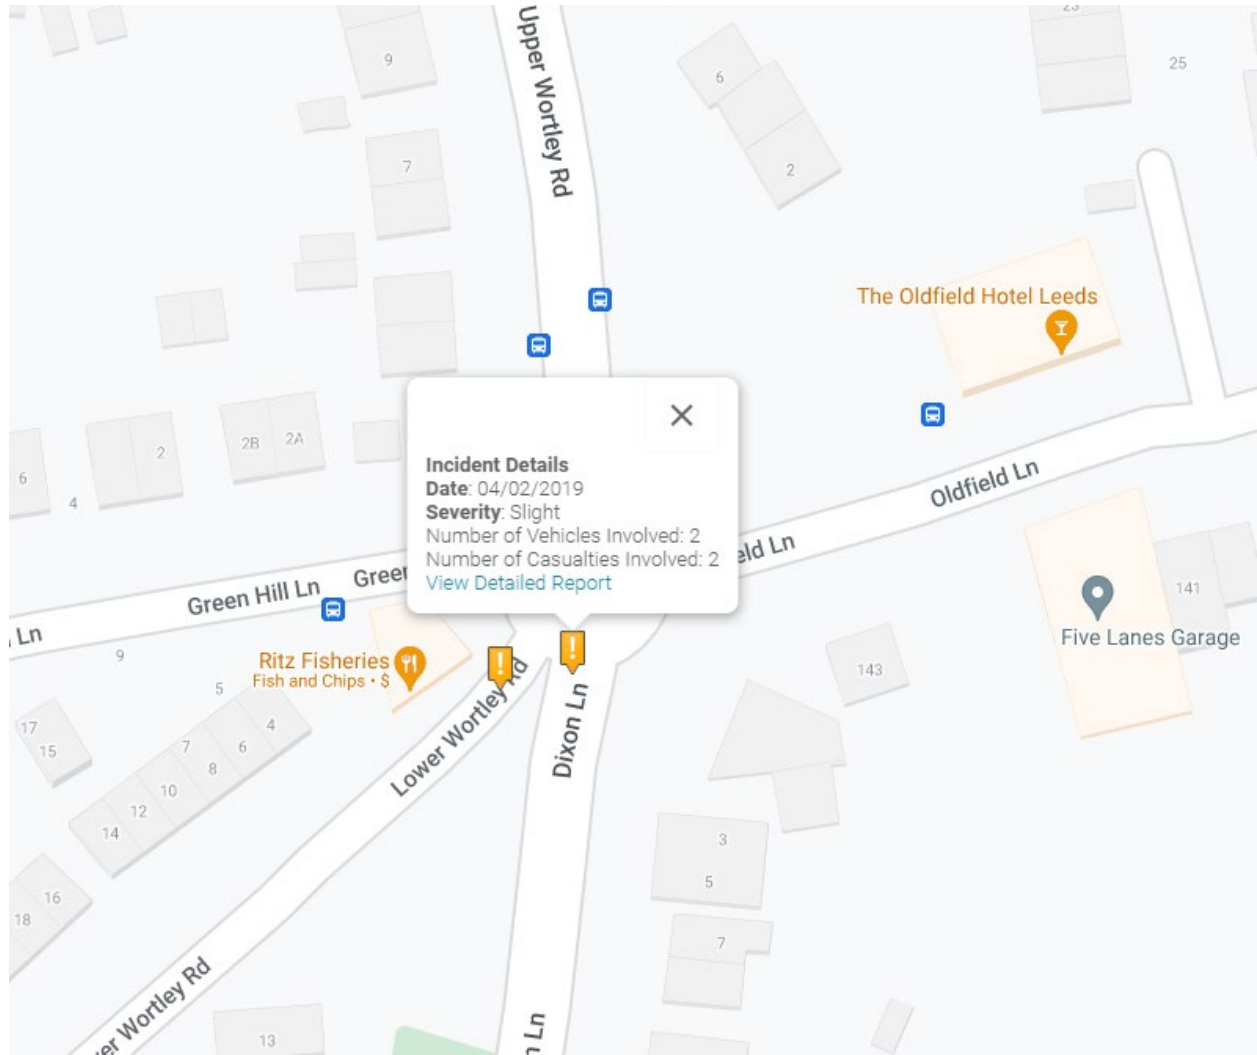 Upper Wortley Rd
23
25
9
6
7
2
The Oldfield Hotel Leeds
2
2B
2A
6
4
Incident Details
Date: 04/02/2019
Severity: Slight
Number of Vehicles Involved: 2
Number of Casualties Involved: 2
View Detailed Report
Oldfield Ln
eld Ln
Green Hill Ln
Green
Ln
141
Five Lanes Garage
9
Ritz Fisheries
Fish and Chips • $
5
143
17
15
4
7
6
8
10
12
14
Lower Wortley Rd
Dixon Ln
3
5
16
18
7
er Wortley Rd
n Ln
13